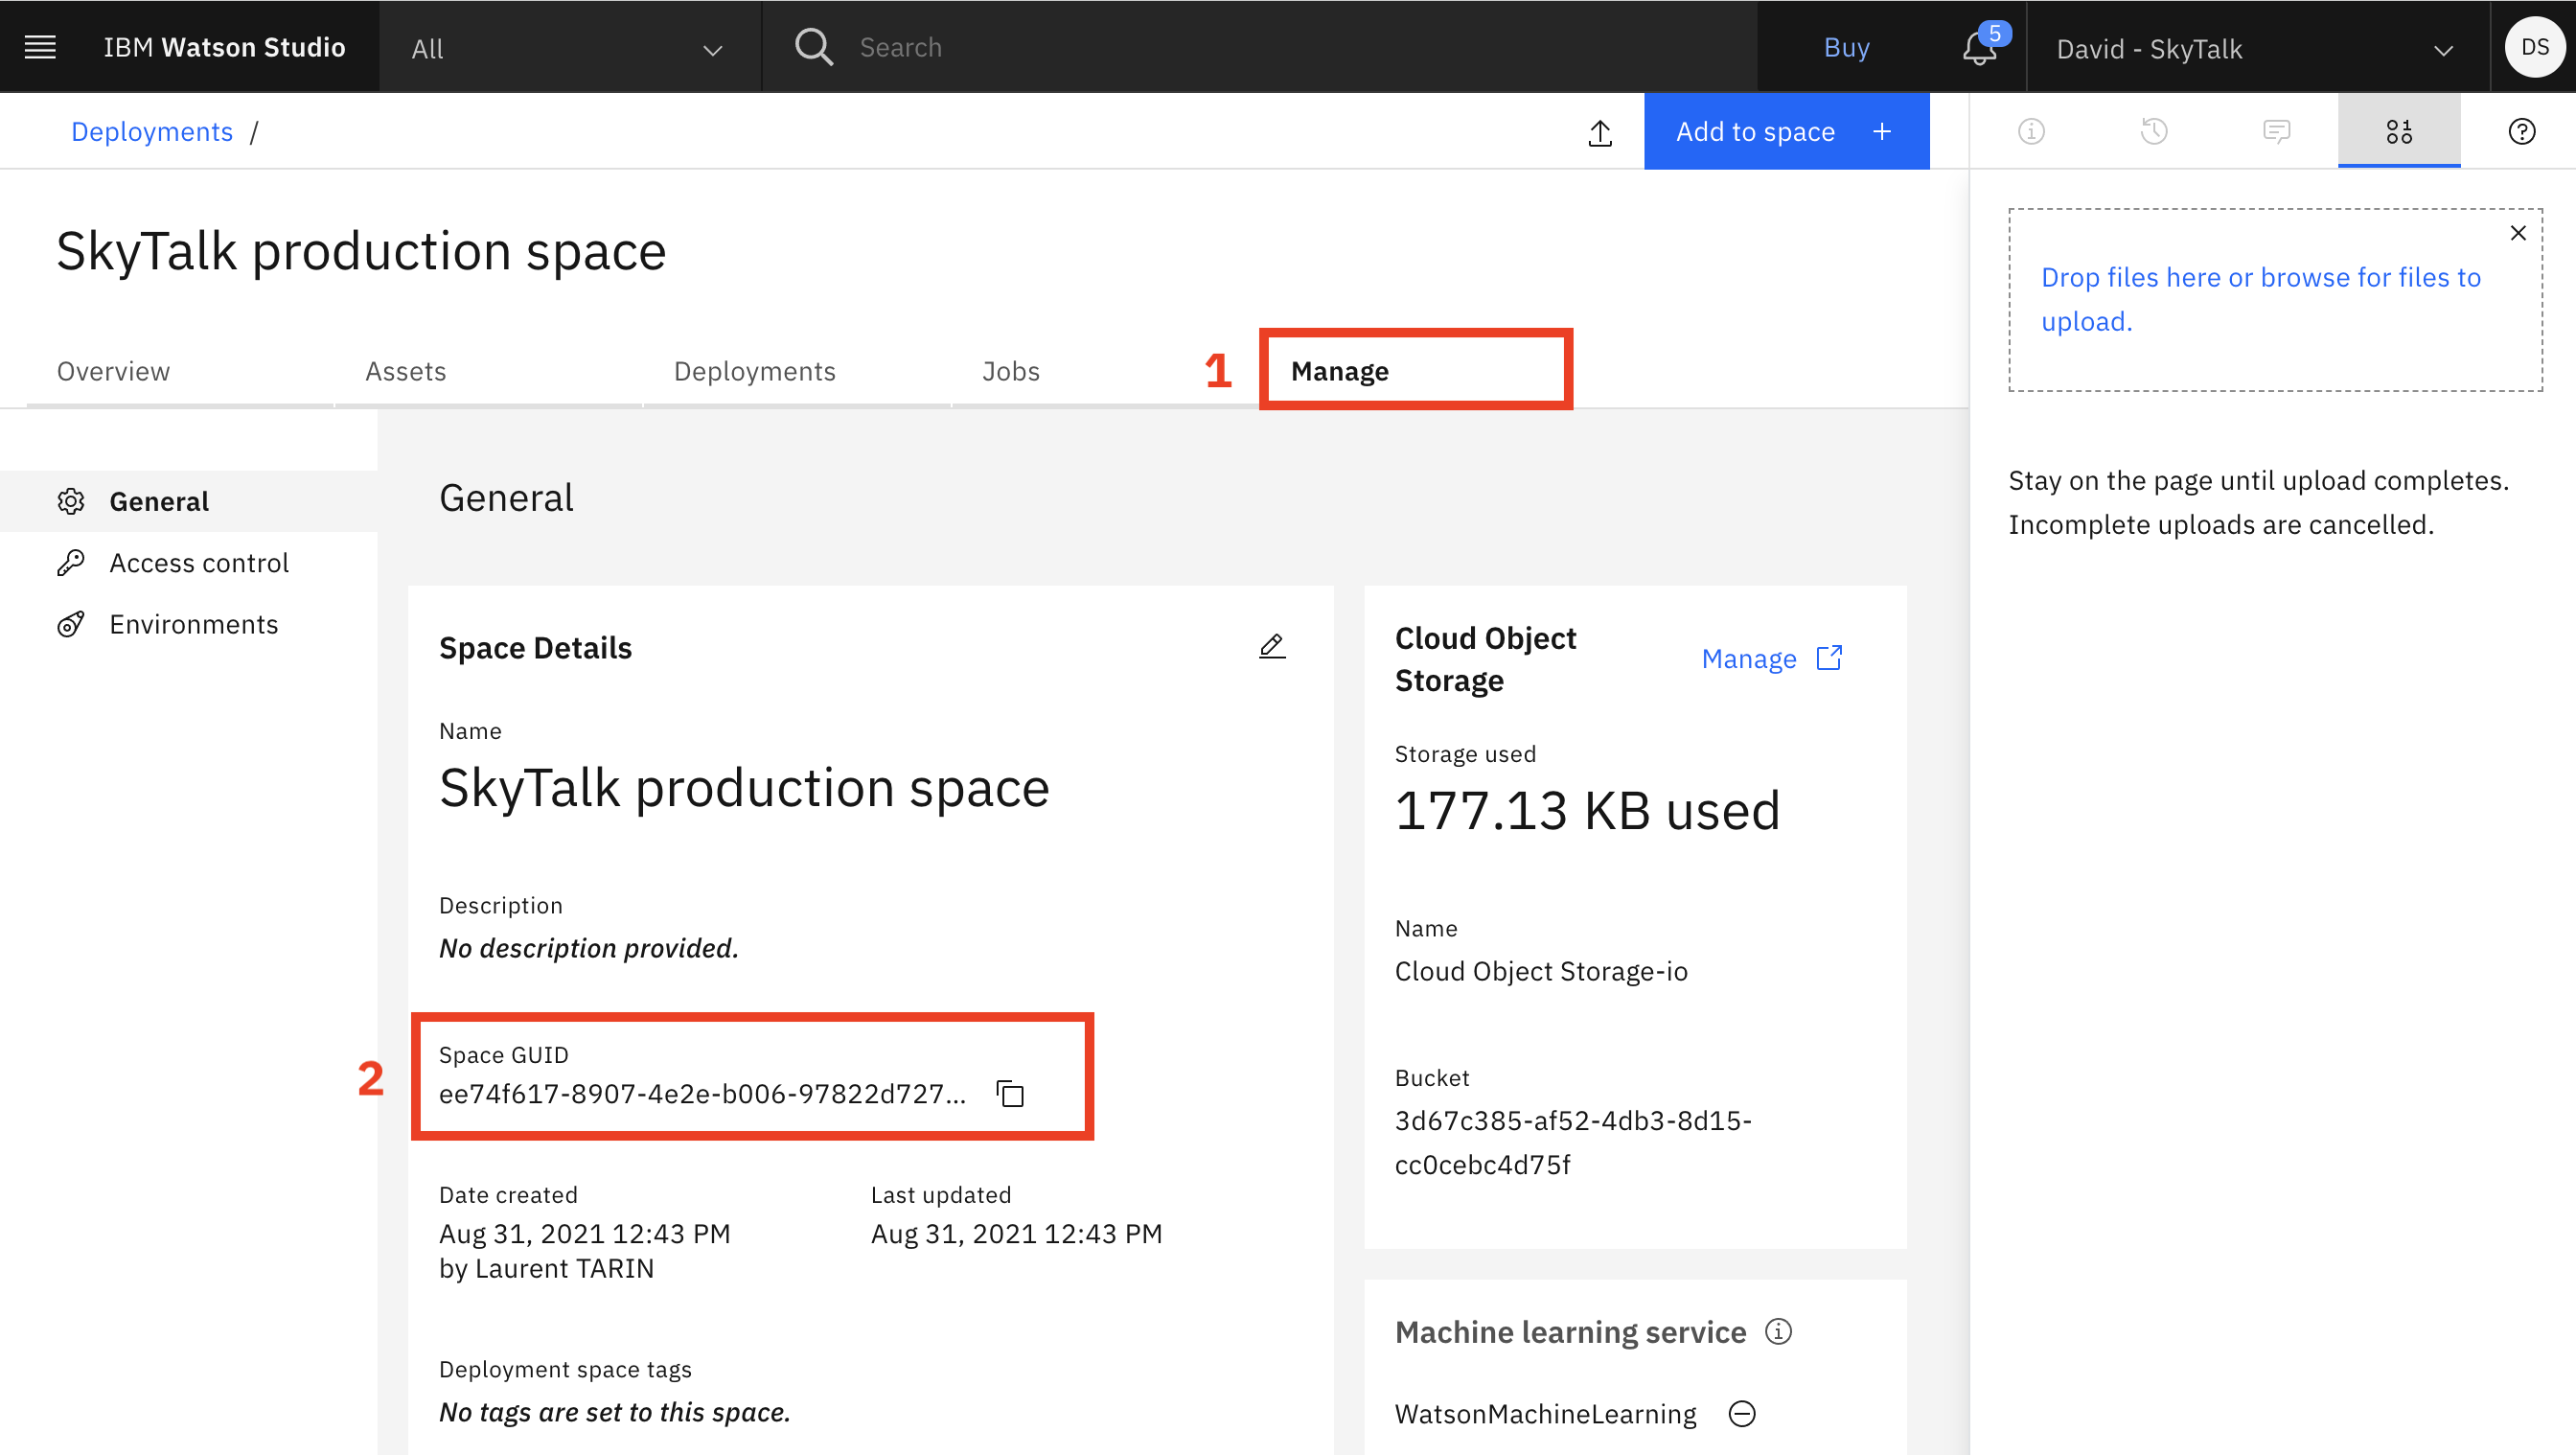 IBM Watson Studio
All
Search
Buy
5
David - SkyTalk
DS
Deployments /
Add to space +
SkyTalk production space
Overview
Assets
Deployments
Jobs
1
Manage
General
Access control
Environments
General
Space Details
Name
SkyTalk production space
Description
No description provided.
2
Space GUID
ee74f617-8907-4e2e-b006-97822d727...
Date created
Aug 31, 2021 12:43 PM
by Laurent TARIN
Last updated
Aug 31, 2021 12:43 PM
Deployment space tags
No tags are set to this space.
Cloud Object
Storage
Manage
Storage used
177.13 KB used
Name
Cloud Object Storage-io
Bucket
3d67c385-af52-4db3-8d15-
cc0cebc4d75f
Machine learning service
WatsonMachineLearning
Drop files here or browse for files to
upload.
Stay on the page until upload completes.
Incomplete uploads are cancelled.